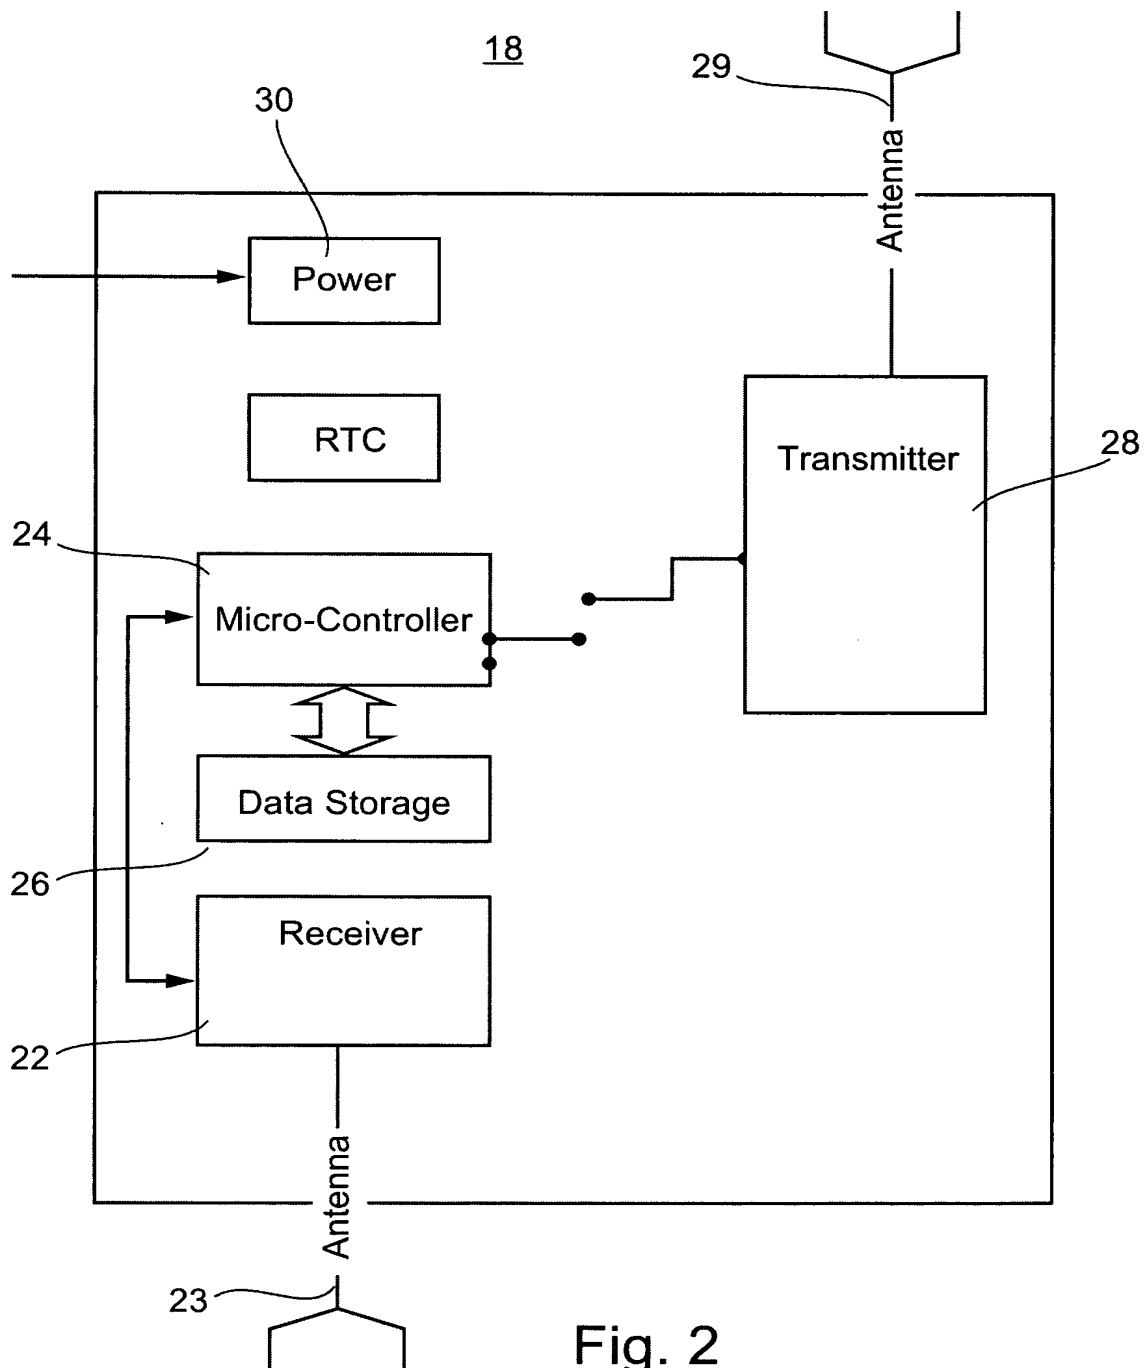 18
29
30
Antenna
Power
RTC
Transmitter
28
24
Micro-Controller
Data Storage
26
Receiver
22
Antenna
23
Fig. 2